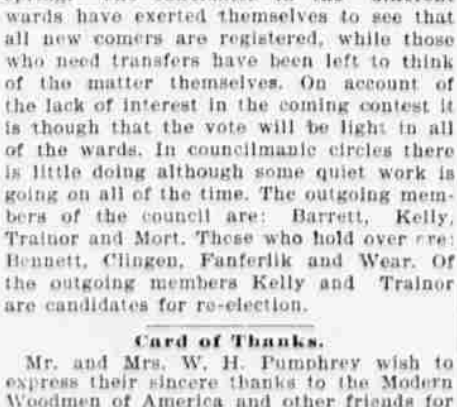 wards have exerted themselves to see that
all new comers are registered, while those
who need transfers have been left to think
of the matter themselves. On account of
the lack of interest in the coming contest it
is though that the vote will be light in all
of the wards. In councilmanic circles there
is little doing although some quiet work is
going on all of the time. The outgoing mem-
bers of the council are: Barrett, Kelly,
Trainor and Mort. Those who hold over are:
Bennett, Clingen, Fanferlik and Wear. Of
the outgoing members Kelly and Trainor
are candidates for re-election.
Card of Thanks.
Mr. and Mrs. W. H. Pumphrey wish to
express their sincere thanks to the Modern
Woodmen of America and other friends for